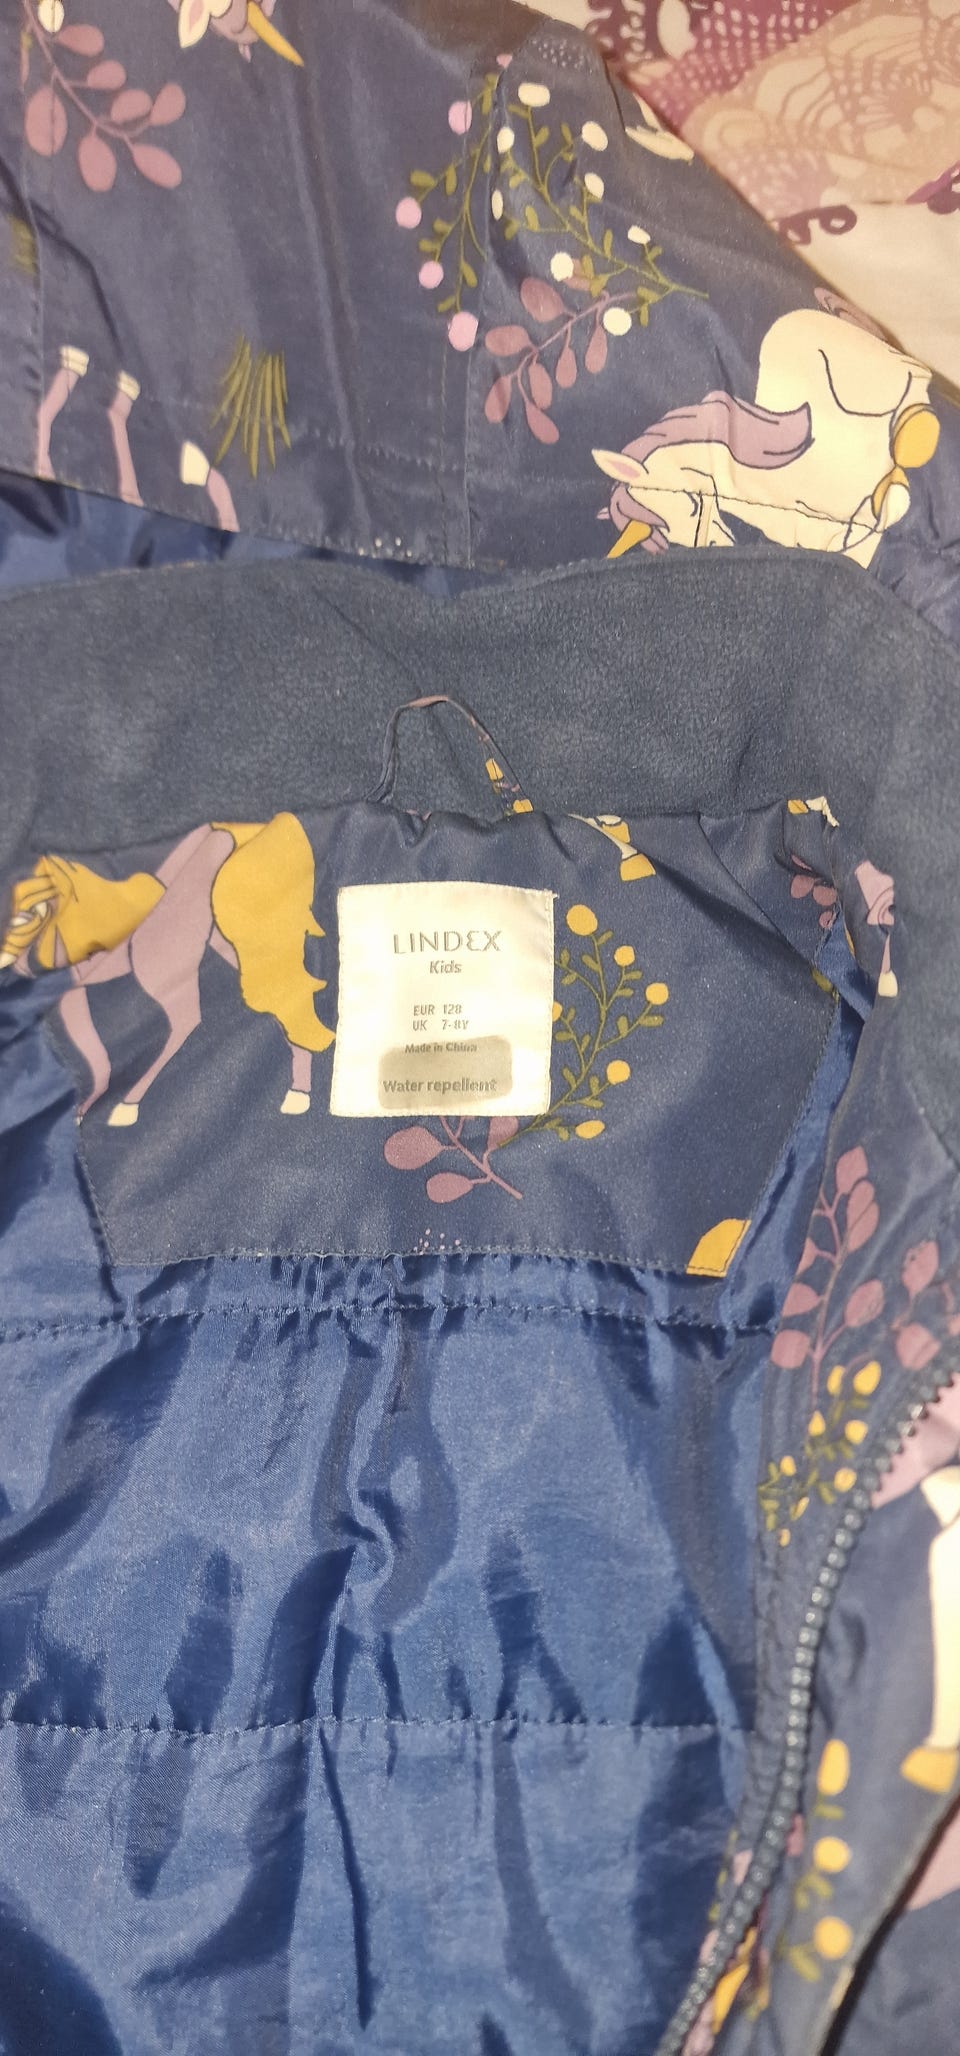 LINDEX
Kids
EUR 128
UK 7-8Y
Made in China
Water repellent